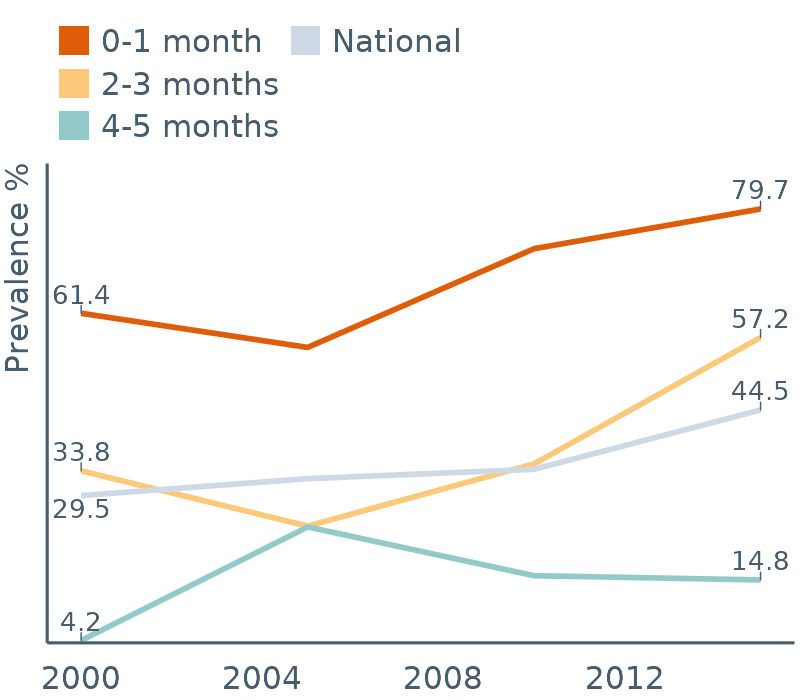 0-1 month
National
2-3 months
4-5 months
Prevalence %
79.7
61.4
57.2
44.5
33.8
29.5
14.8
4.2
2000 2004 2008 2012